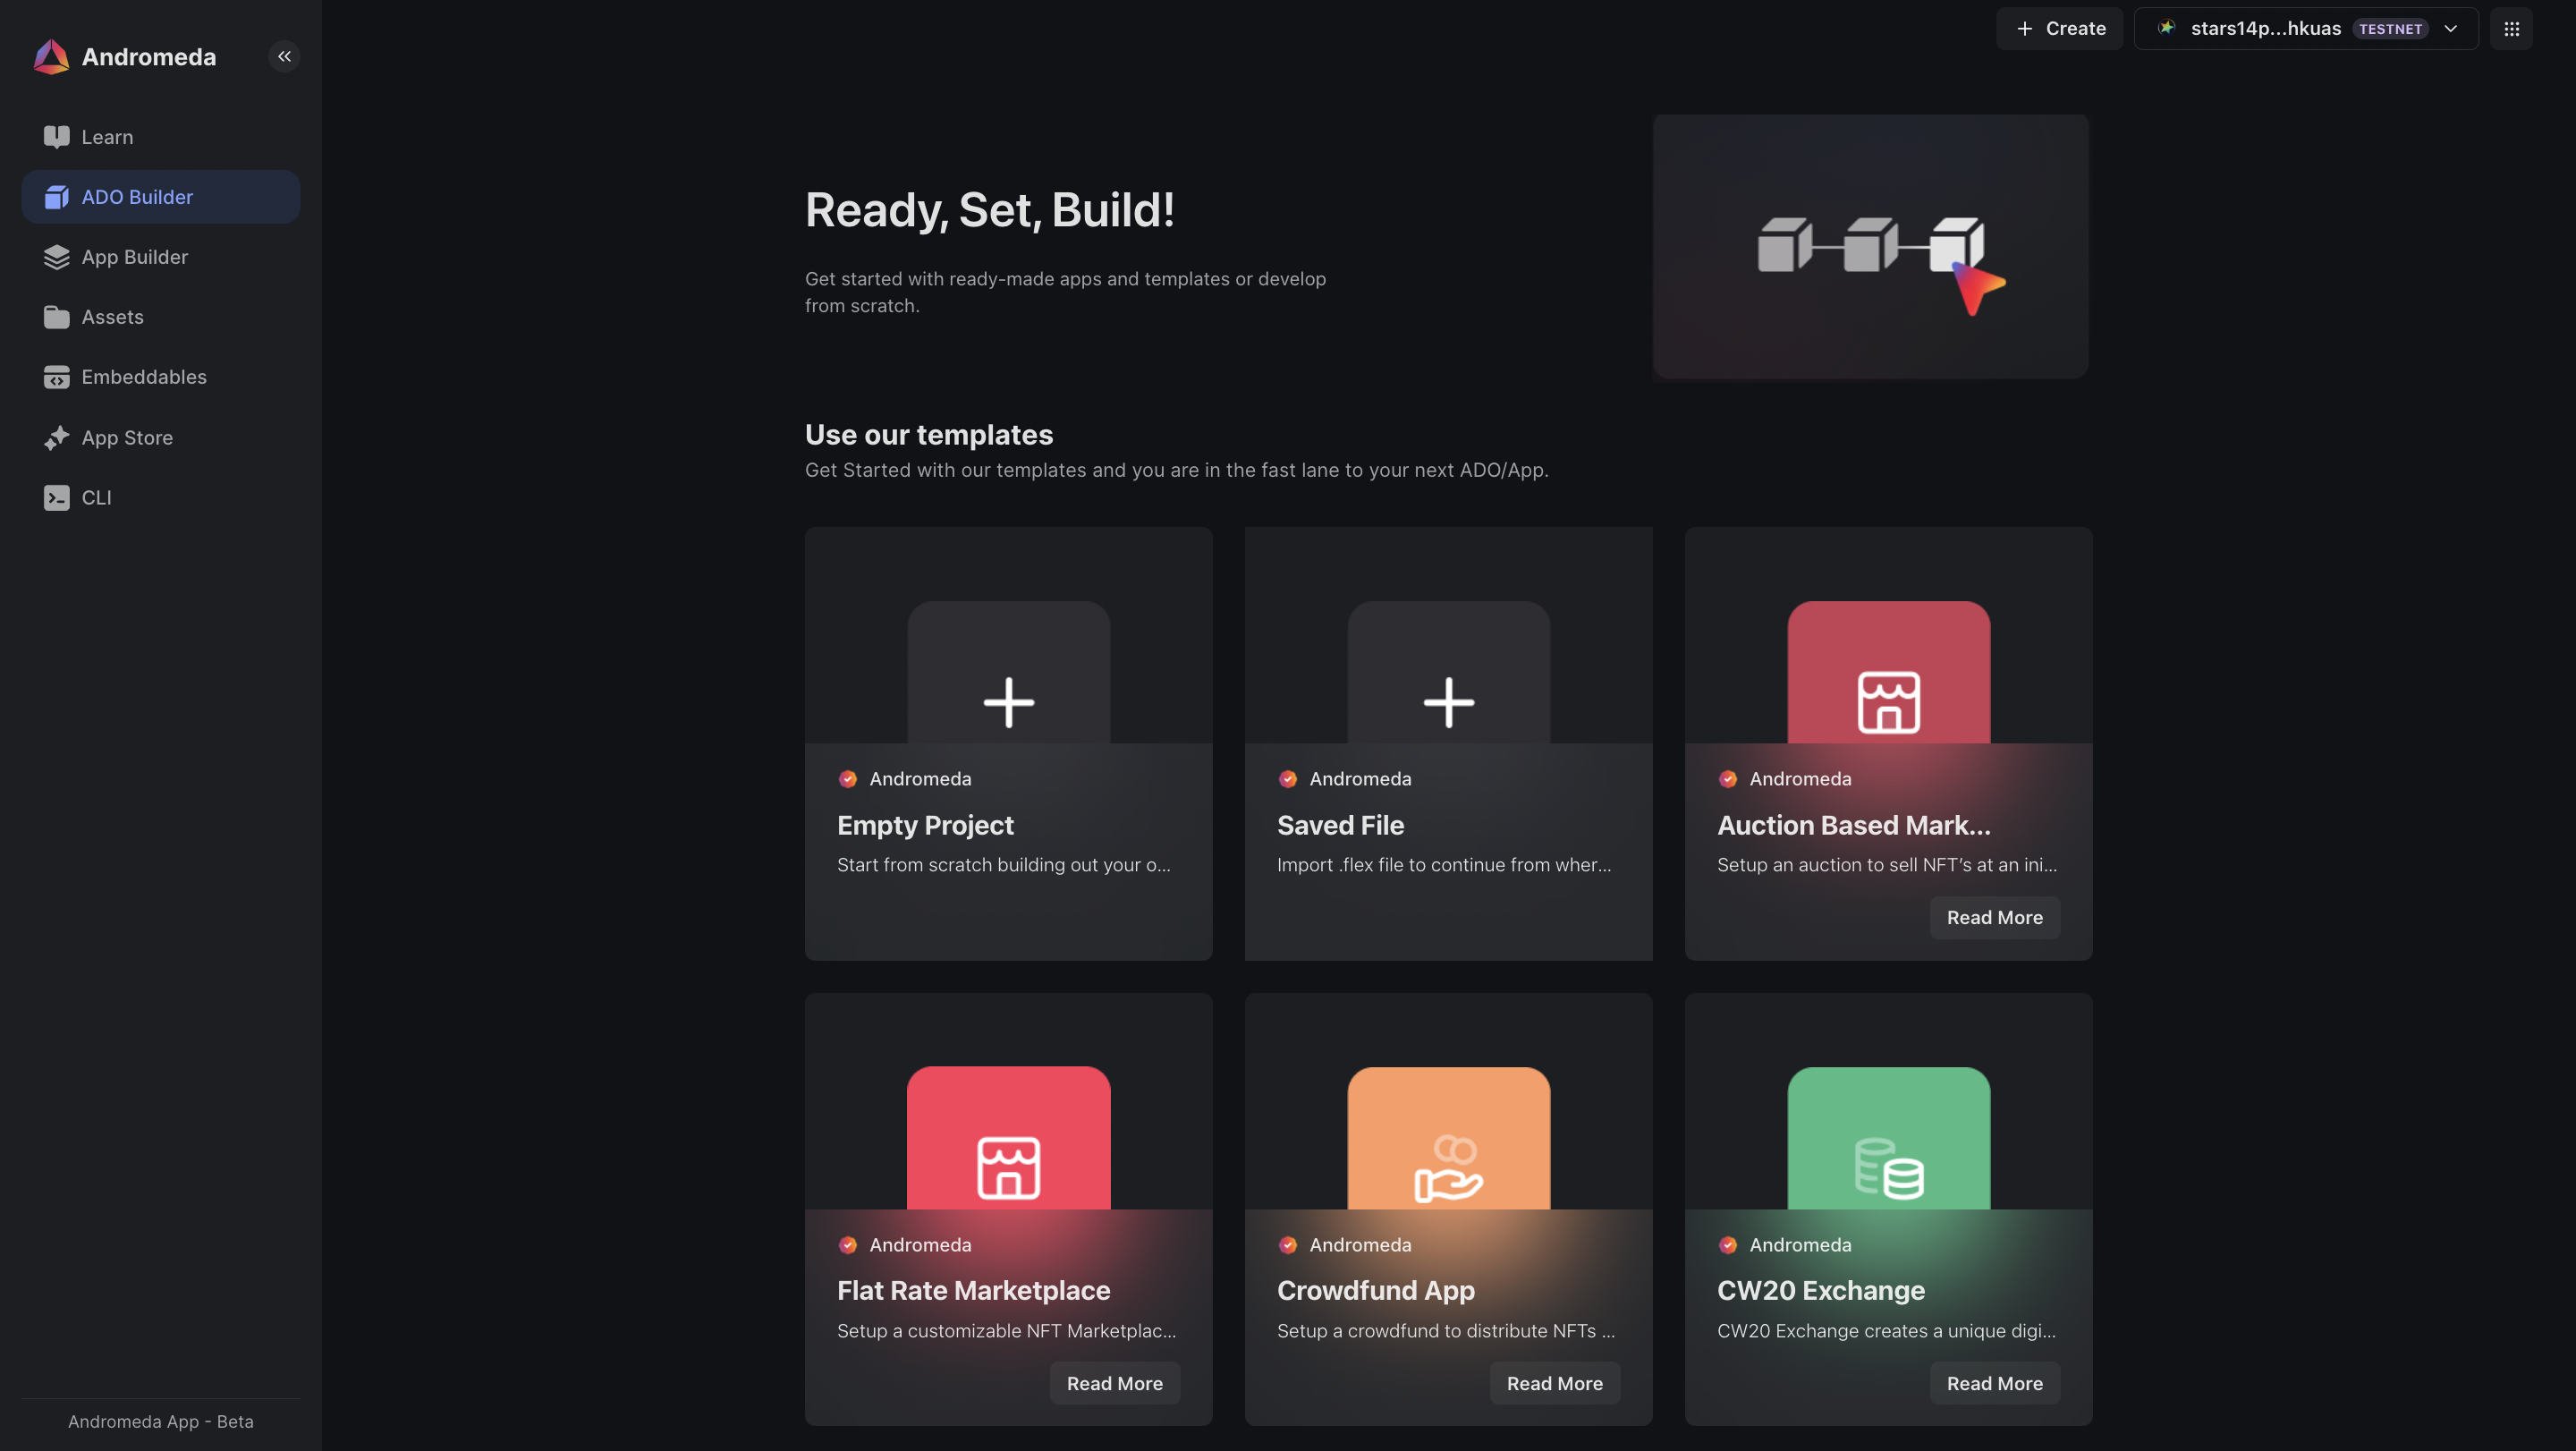 Andromeda
Learn
ADO Builder
App Builder
Assets
Embeddables
App Store
CLI
Andromeda App - Beta
Create
stars14p...hkuas TESTNET
Ready, Set, Build!
Get started with ready-made apps and templates or develop
from scratch.
Use our templates
Get Started with our templates and you are in the fast lane to your next ADO/App.
Andromeda
Empty Project
Start from scratch building out your o...
Andromeda
Saved File
Import .flex file to continue from wher...
Andromeda
Auction Based Mark...
Setup an auction to sell NFT's at an ini...
Read More
Andromeda
Flat Rate Marketplace
Setup a customizable NFT Marketplac...
Read More
Andromeda
Crowdfund App
Setup a crowdfund to distribute NFTs ...
Read More
Andromeda
CW20 Exchange
CW20 Exchange creates a unique digi...
Read More